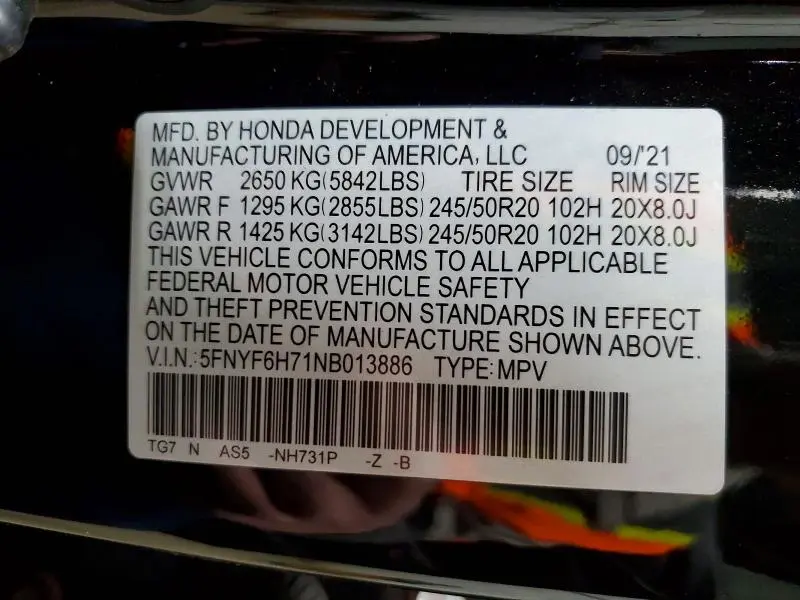 MFD. BY HONDA DEVELOPMENT &
MANUFACTURING OF AMERICA, LLC 09/'21
GVWR 2650 KG(5842LBS) TIRE SIZE RIM SIZE
GAWR F 1295 KG(2855LBS) 245/50R20 102H 20X8.0J
GAWR R 1425 KG(3142LBS) 245/50R20 102H 20X8.0J
THIS VEHICLE CONFORMS TO ALL APPLICABLE
FEDERAL MOTOR VEHICLE SAFETY
AND THEFT PREVENTION STANDARDS IN EFFECT
ON THE DATE OF MANUFACTURE SHOWN ABOVE.
V.I.N.:5FNYF6H71NB013886 TYPE:MPV
TG7 N AS5 -NH731P -Z -B